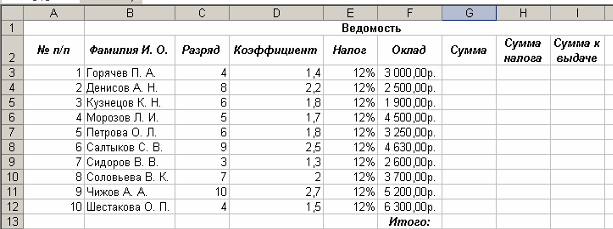 A B C D E F G H I
1 Ведомость
2 № п/п Фамилия И. О. Разряд Коэффициент Налог Оклад Сумма Сумма налога Сумма к выдаче
3 1 Горячев П. А. 4 1,4 12% 3 000,00р.
4 2 Денисов А. Н. 8 2,2 12% 2 500,00р.
5 3 Кузнецов К. Н. 6 1,8 12% 1 900,00р.
6 4 Морозов Л. И. 5 1,7 12% 4 500,00р.
7 5 Петрова О. Л. 6 1,8 12% 3 250,00р.
8 6 Салтыков С. В. 9 2,5 12% 4 630,00р.
9 7 Сидоров В. В. 3 1,3 12% 2 600,00р.
10 8 Соловьева В. К. 7 2 12% 3 700,00р.
11 9 Чижов А. А. 10 2,7 12% 5 200,00р.
12 10 Шестакова О. П. 4 1,5 12% 6 300,00р.
13 Итого: